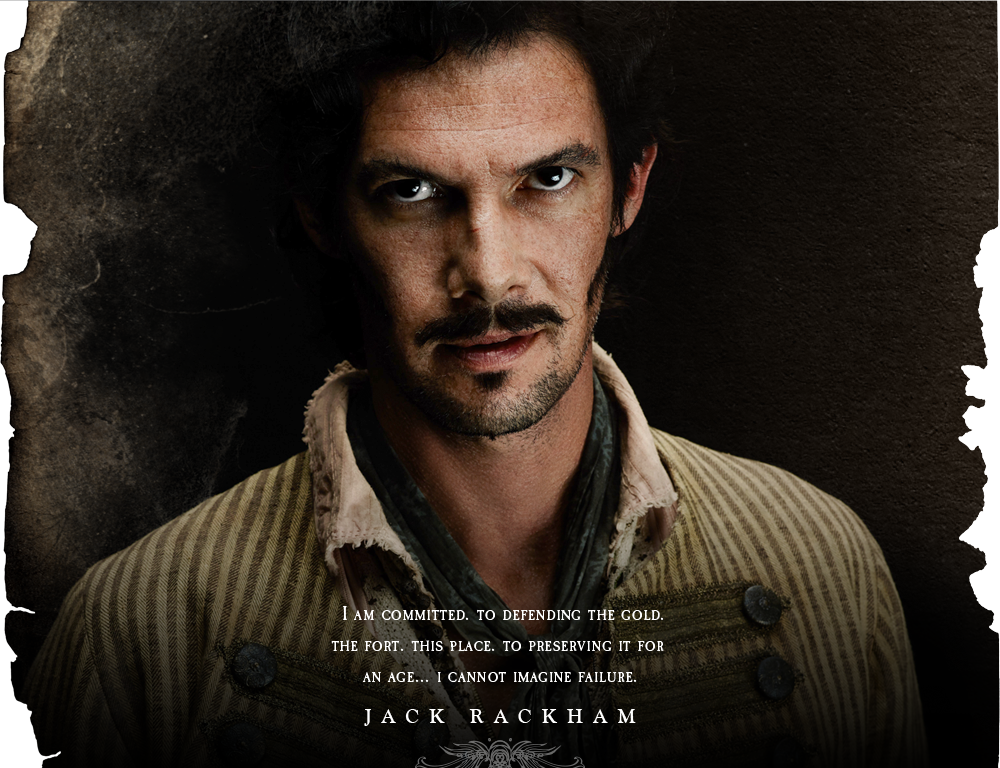 I AM COMMITTED. TO DEFENDING THE GOLD.
THE FORT. THIS PLACE. TO PRESERVING IT FOR
AN AGE... I CANNOT IMAGINE FAILURE.
JACK RACKHAM